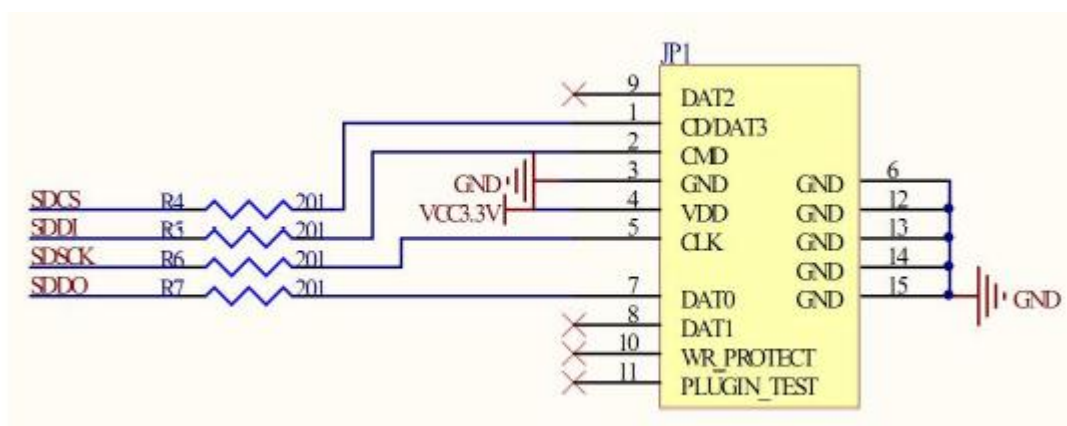 JP1
9 DAT2
1 CD/DAT3
2 CMD
GND 3 GND GND 6
SDCS R4 201 VCC3.3V 4 VDD GND 12
SDDI R5 201 5 CLK GND 13
SDSCK R6 201 GND 14
SDDO R7 201 7 DAT0 GND 15 GND
8 DAT1
10 WR_PROTECT
11 PLUGIN_TEST